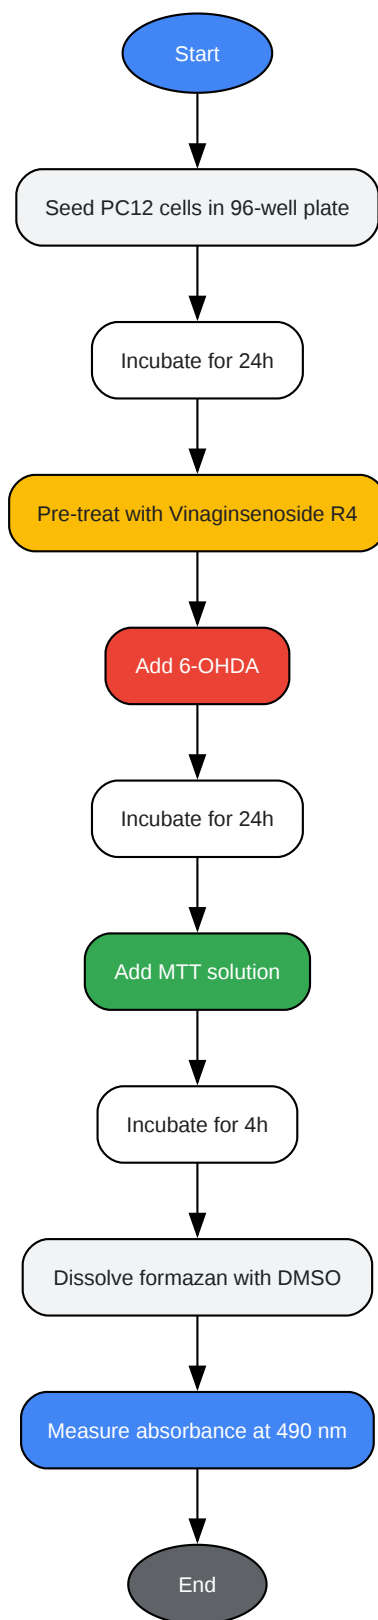 Start
Seed PC12 cells in 96-well plate
Incubate for 24h
Pre-treat with Vinaginsenoside R4
Add 6-OHDA
Incubate for 24h
Add MTT solution
Incubate for 4h
Dissolve formazan with DMSO
Measure absorbance at 490 nm
End